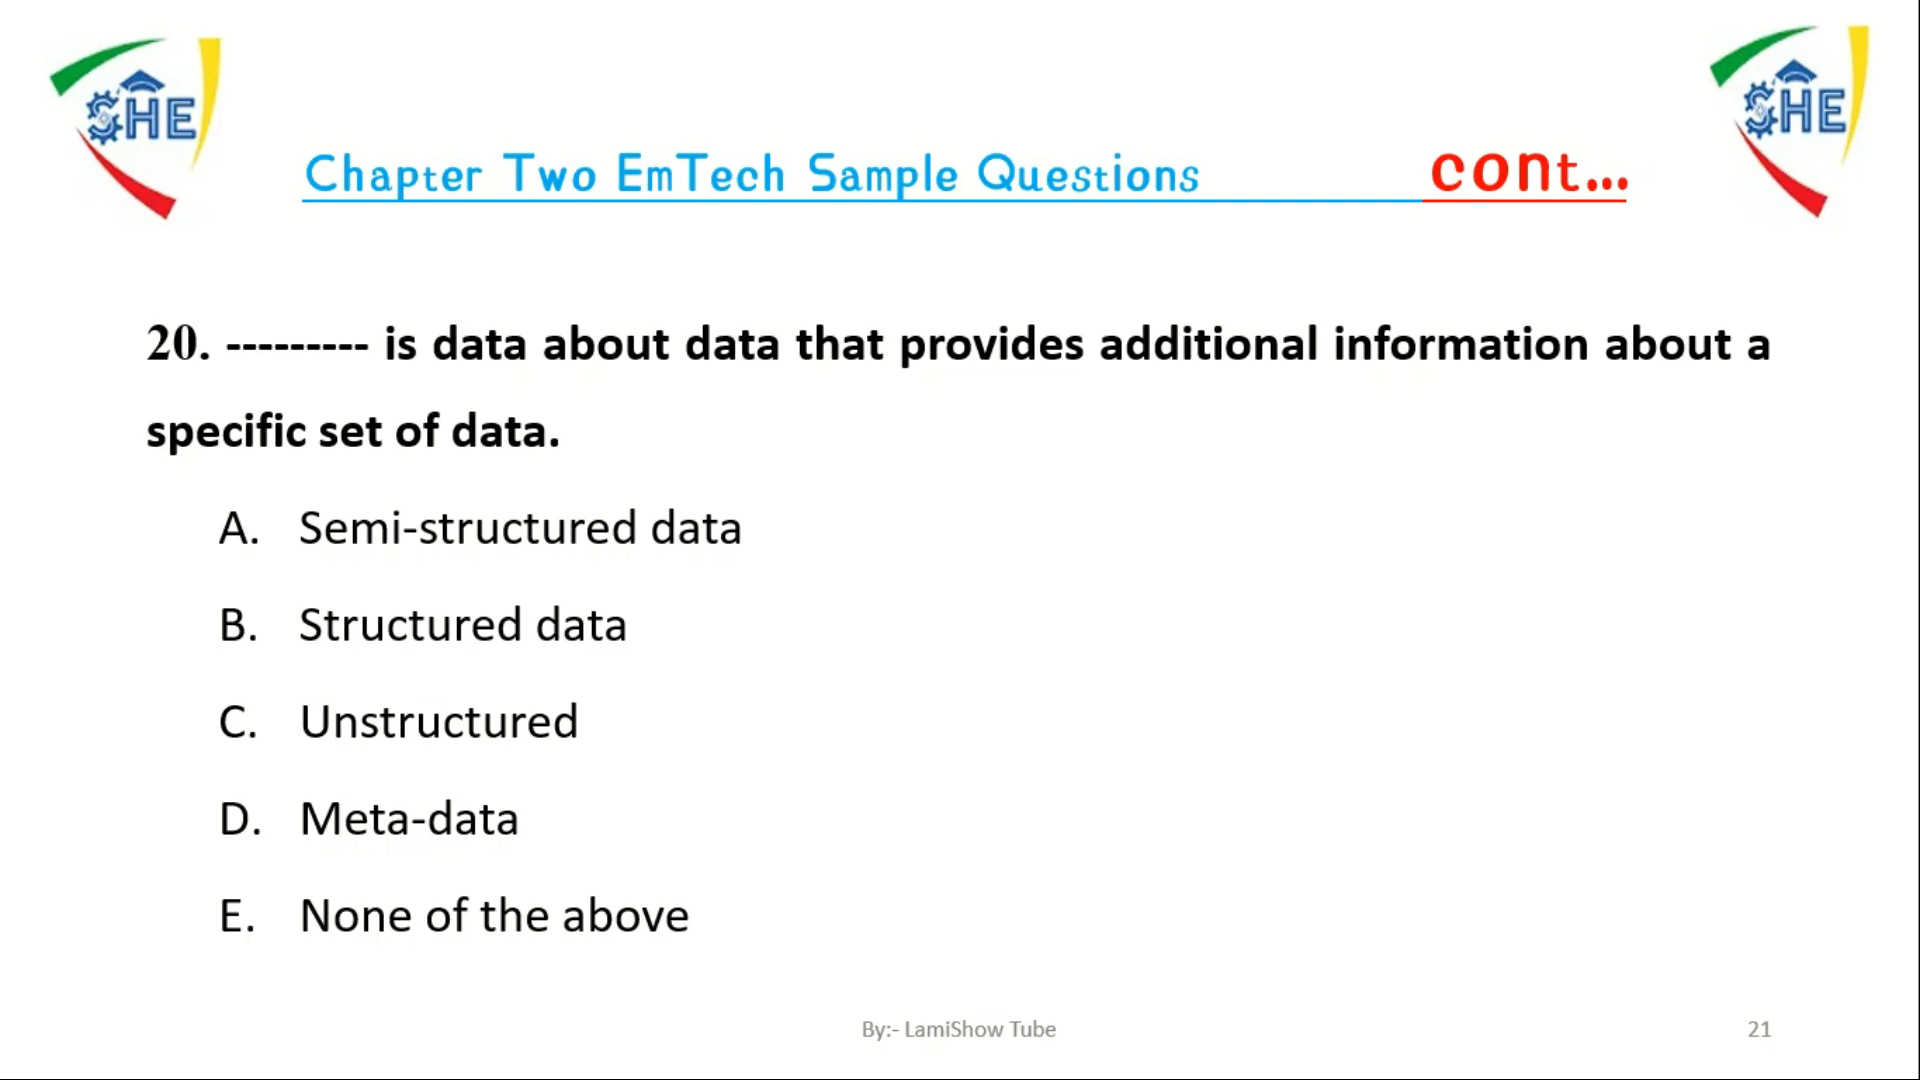 SHE
SHE
Chapter Two EmTech Sample Questions cont...
20. --------- is data about data that provides additional information about a
specific set of data.
A. Semi-structured data
B. Structured data
C. Unstructured
D. Meta-data
E. None of the above
By:- LamiShow Tube
21